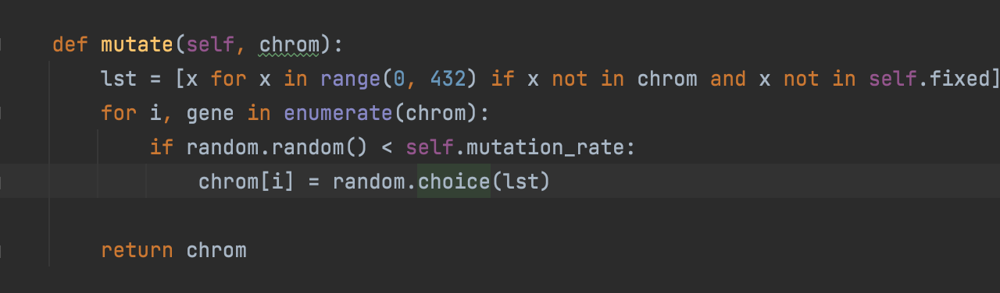 def mutate(self, chrom):
    lst = [x for x in range(0, 432) if x not in chrom and x not in self.fixed]
    for i, gene in enumerate(chrom):
        if random.random() < self.mutation_rate:
            chrom[i] = random.choice(lst)
    return chrom